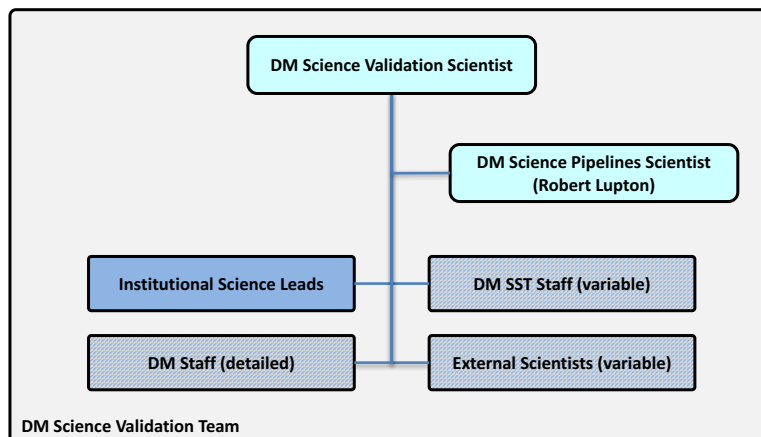 DM Science Validation Scientist
DM Science Pipelines Scientist
(Robert Lupton)
Institutional Science Leads
DM SST Staff (variable)
DM Staff (detailed)
External Scientists (variable)
DM Science Validation Team